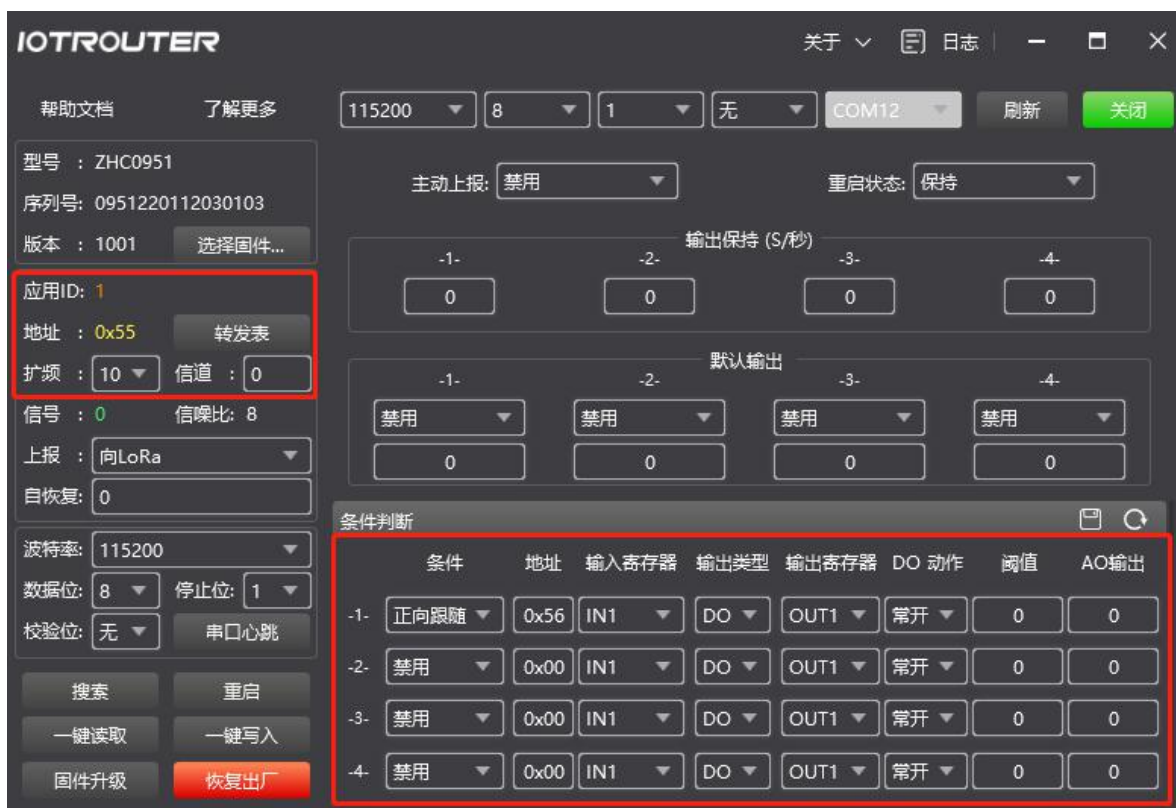 IOTROUTER 关于 日志
帮助文档 了解更多 115200 8 1 无 COM12 刷新 关闭
型号 : ZHC0951
序列号: 0951220112030103
版本 : 1001 选择固件...
应用ID: 1
地址 : 0x55 转发表
扩频 : 10 信道 : 0
信号 : 0 信噪比: 8
上报 : 向LoRa
自恢复: 0
波特率: 115200
数据位: 8 停止位: 1
校验位: 无 串口心跳
搜索 重启
一键读取 一键写入
固件升级 恢复出厂
主动上报: 禁用 重启状态: 保持
输出保持 (S/秒)
-1- -2- -3- -4-
0 0 0 0
默认输出
-1- -2- -3- -4-
禁用 禁用 禁用 禁用
0 0 0 0
条件判断
条件 地址 输入寄存器 输出类型 输出寄存器 DO 动作 阈值 AO输出
-1- 正向跟随 0x56 IN1 DO OUT1 常开 0 0
-2- 禁用 0x00 IN1 DO OUT1 常开 0 0
-3- 禁用 0x00 IN1 DO OUT1 常开 0 0
-4- 禁用 0x00 IN1 DO OUT1 常开 0 0